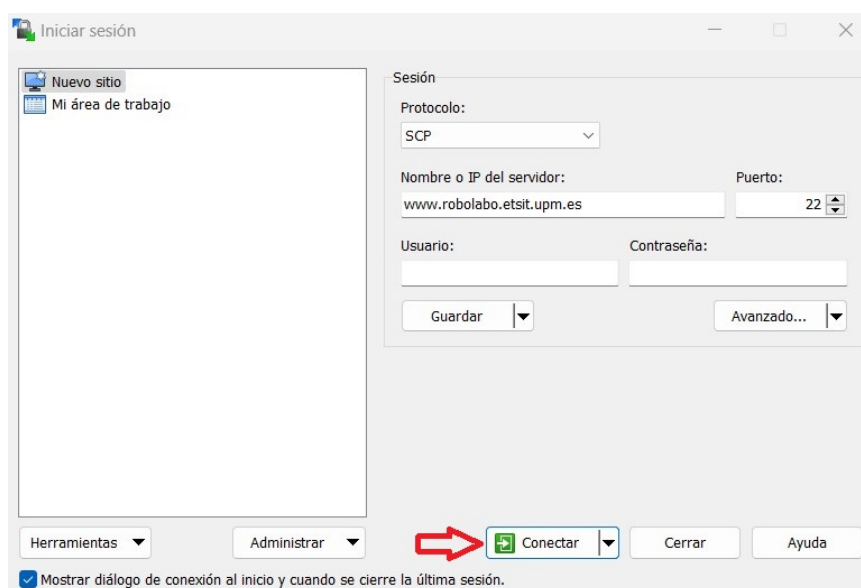 Iniciar sesión
Nuevo sitio
Mi área de trabajo
Sesión
Protocolo:
SCP
Nombre o IP del servidor: Puerto:
www.robolabo.etsit.upm.es 22
Usuario: Contraseña:
Guardar Avanzado...
Herramientas Administrar Conectar Cerrar Ayuda
Mostrar diálogo de conexión al inicio y cuando se cierre la última sesión.